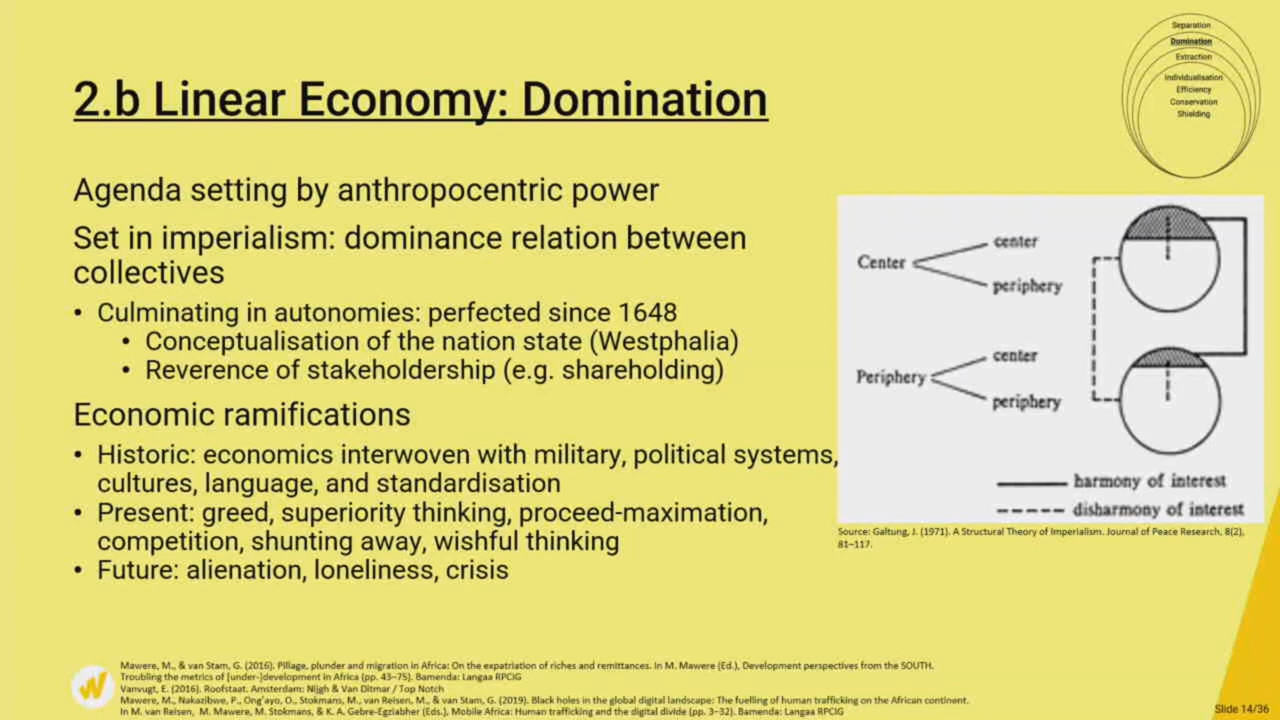 Separation
Domination
Extraction
Individualisation
Efficiency
Conservation
Shielding
2.b Linear Economy: Domination
Agenda setting by anthropocentric power
Set in imperialism: dominance relation between
collectives
• Culminating in autonomies: perfected since 1648
• Conceptualisation of the nation state (Westphalia)
• Reverence of stakeholdership (e.g. shareholding)
Economic ramifications
• Historic: economics interwoven with military, political systems,
cultures, language, and standardisation
• Present: greed, superiority thinking, proceed-maximation,
competition, shunting away, wishful thinking
• Future: alienation, loneliness, crisis
Center
center
periphery
Periphery
center
periphery
harmony of interest
disharmony of interest
Source: Galtung, J. (1971). A Structural Theory of Imperialism. Journal of Peace Research, 8(2),
81–117.
Mawere, M., & van Stam, G. (2016). Pillage, plunder and migration in Africa: On the expatriation of riches and remittances. In M. Mawere (Ed.), Development perspectives from the SOUTH.
Troubling the metrics of [under-]development in Africa (pp. 43–75). Bamenda: Langaa RPCIG
Vanvugt, E. (2016). Roofstaat. Amsterdam: Nijgh & Van Ditmar / Top Notch
Mawere, M., Nakazibwe, P., Ong'ayo, O., Stokmans, M., van Reisen, M., & van Stam, G. (2019). Black holes in the global digital landscape: The fuelling of human trafficking on the African continent.
In M. van Reisen, M. Mawere, M. Stokmans, & K. A. Gebre-Egziabher (Eds.), Mobile Africa: Human trafficking and the digital divide (pp. 3–32). Bamenda: Langaa RPCIG
Slide 14/36